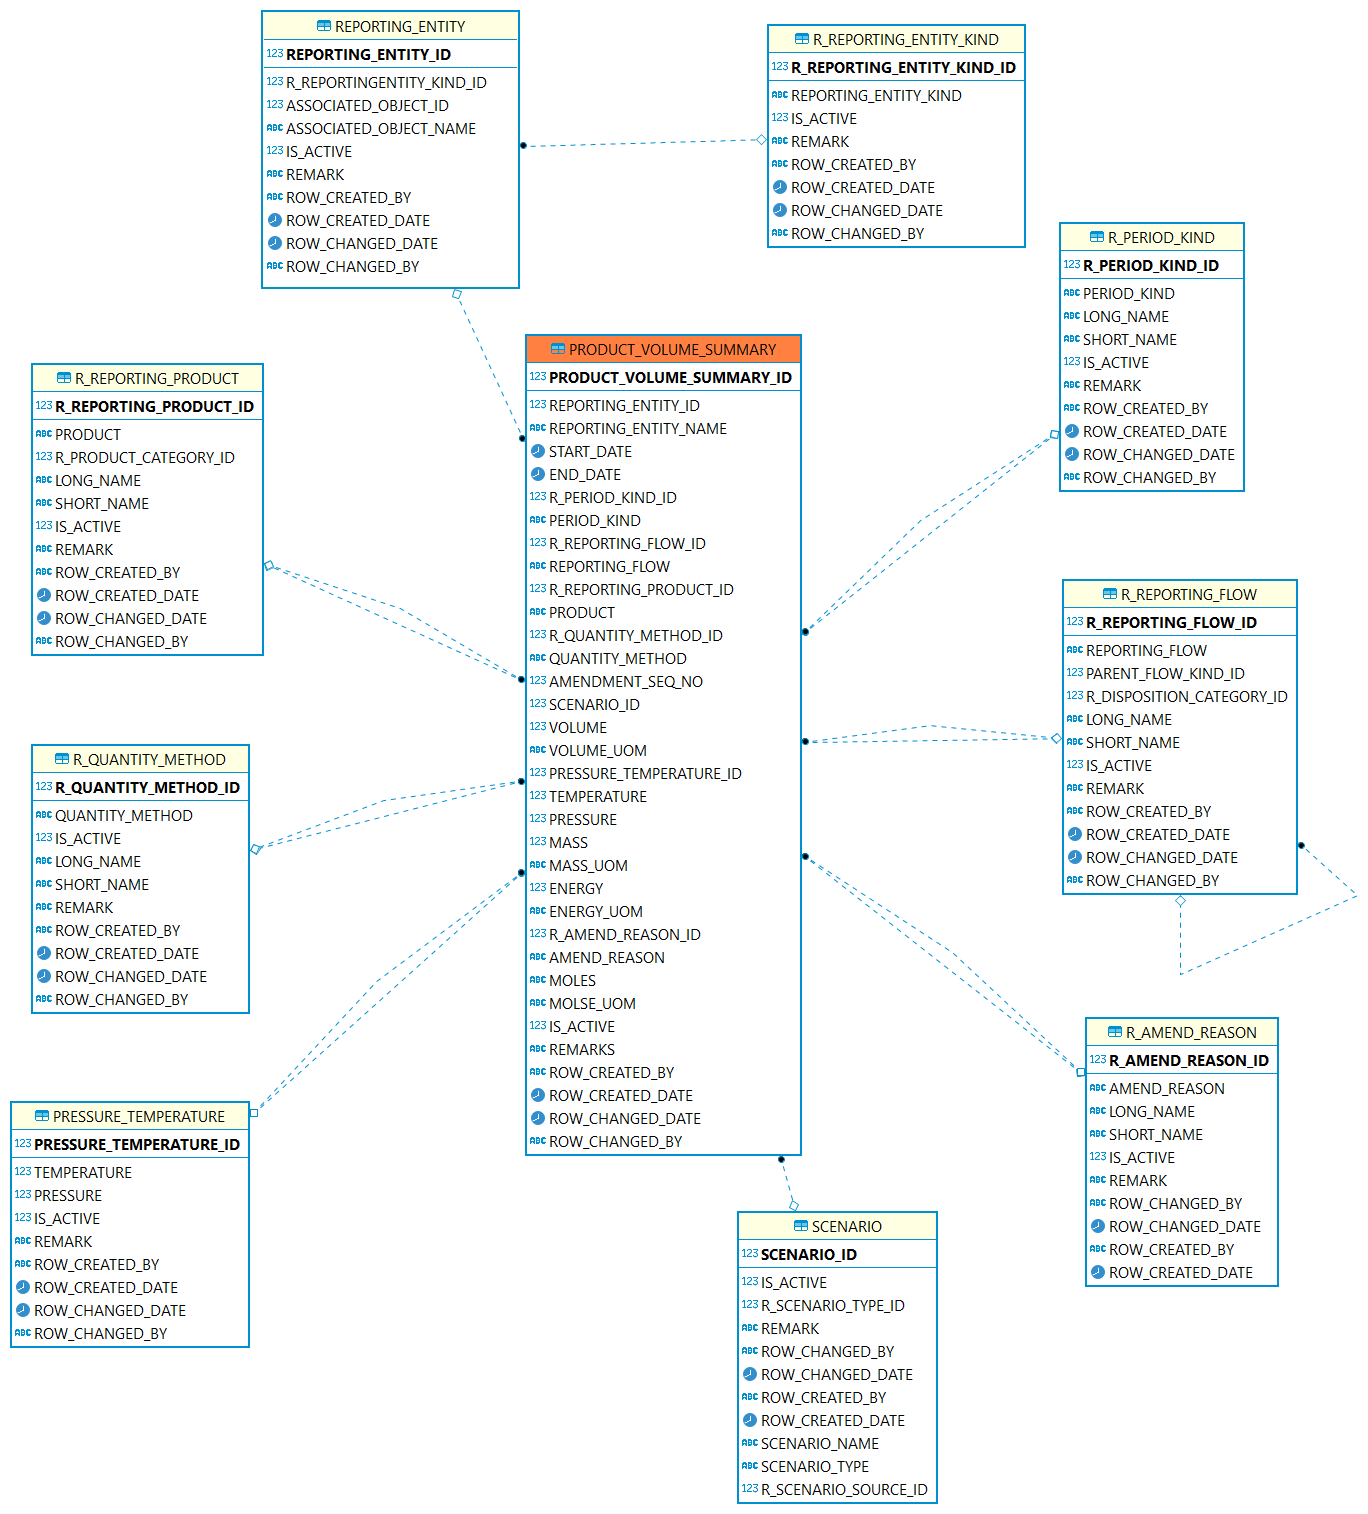 REPORTING_ENTITY
123 REPORTING_ENTITY_ID
123 R_REPORTINGENTITY_KIND_ID
123 ASSOCIATED_OBJECT_ID
ABC ASSOCIATED_OBJECT_NAME
123 IS_ACTIVE
ABC REMARK
ABC ROW_CREATED_BY
ROW_CREATED_DATE
ROW_CHANGED_DATE
ABC ROW_CHANGED_BY
R_REPORTING_ENTITY_KIND
123 R_REPORTING_ENTITY_KIND_ID
ABC REPORTING_ENTITY_KIND
123 IS_ACTIVE
ABC REMARK
ABC ROW_CREATED_BY
ROW_CREATED_DATE
ROW_CHANGED_DATE
ABC ROW_CHANGED_BY
R_PERIOD_KIND
123 R_PERIOD_KIND_ID
ABC PERIOD_KIND
ABC LONG_NAME
ABC SHORT_NAME
123 IS_ACTIVE
ABC REMARK
ABC ROW_CREATED_BY
ROW_CREATED_DATE
ROW_CHANGED_DATE
ABC ROW_CHANGED_BY
R_REPORTING_PRODUCT
123 R_REPORTING_PRODUCT_ID
ABC PRODUCT
123 R_PRODUCT_CATEGORY_ID
ABC LONG_NAME
ABC SHORT_NAME
123 IS_ACTIVE
ABC REMARK
ABC ROW_CREATED_BY
ROW_CREATED_DATE
ROW_CHANGED_DATE
ABC ROW_CHANGED_BY
PRODUCT_VOLUME_SUMMARY
123 PRODUCT_VOLUME_SUMMARY_ID
123 REPORTING_ENTITY_ID
ABC REPORTING_ENTITY_NAME
START_DATE
END_DATE
123 R_PERIOD_KIND_ID
ABC PERIOD_KIND
123 R_REPORTING_FLOW_ID
ABC REPORTING_FLOW
123 R_REPORTING_PRODUCT_ID
ABC PRODUCT
123 R_QUANTITY_METHOD_ID
ABC QUANTITY_METHOD
123 AMENDMENT_SEQ_NO
123 SCENARIO_ID
123 VOLUME
ABC VOLUME_UOM
123 PRESSURE_TEMPERATURE_ID
123 TEMPERATURE
123 PRESSURE
123 MASS
ABC MASS_UOM
123 ENERGY
ABC ENERGY_UOM
123 R_AMEND_REASON_ID
ABC AMEND_REASON
ABC MOLES
ABC MOLSE_UOM
123 IS_ACTIVE
ABC REMARKS
ABC ROW_CREATED_BY
ROW_CREATED_DATE
ROW_CHANGED_DATE
ABC ROW_CHANGED_BY
R_REPORTING_FLOW
123 R_REPORTING_FLOW_ID
ABC REPORTING_FLOW
123 PARENT_FLOW_KIND_ID
123 R_DISPOSITION_CATEGORY_ID
ABC LONG_NAME
ABC SHORT_NAME
123 IS_ACTIVE
ABC REMARK
ABC ROW_CREATED_BY
ROW_CREATED_DATE
ROW_CHANGED_DATE
ABC ROW_CHANGED_BY
R_QUANTITY_METHOD
123 R_QUANTITY_METHOD_ID
ABC QUANTITY_METHOD
123 IS_ACTIVE
ABC LONG_NAME
ABC SHORT_NAME
ABC REMARK
ABC ROW_CREATED_BY
ROW_CREATED_DATE
ROW_CHANGED_DATE
ABC ROW_CHANGED_BY
R_AMEND_REASON
123 R_AMEND_REASON_ID
ABC AMEND_REASON
ABC LONG_NAME
ABC SHORT_NAME
123 IS_ACTIVE
ABC REMARK
ABC ROW_CHANGED_BY
ROW_CHANGED_DATE
ABC ROW_CREATED_BY
ROW_CREATED_DATE
PRESSURE_TEMPERATURE
123 PRESSURE_TEMPERATURE_ID
123 TEMPERATURE
123 PRESSURE
123 IS_ACTIVE
ABC REMARK
ABC ROW_CREATED_BY
ROW_CREATED_DATE
ROW_CHANGED_DATE
ABC ROW_CHANGED_BY
SCENARIO
123 SCENARIO_ID
123 IS_ACTIVE
123 R_SCENARIO_TYPE_ID
ABC REMARK
ABC ROW_CHANGED_BY
ROW_CHANGED_DATE
ABC ROW_CREATED_BY
ROW_CREATED_DATE
ABC SCENARIO_NAME
ABC SCENARIO_TYPE
123 R_SCENARIO_SOURCE_ID